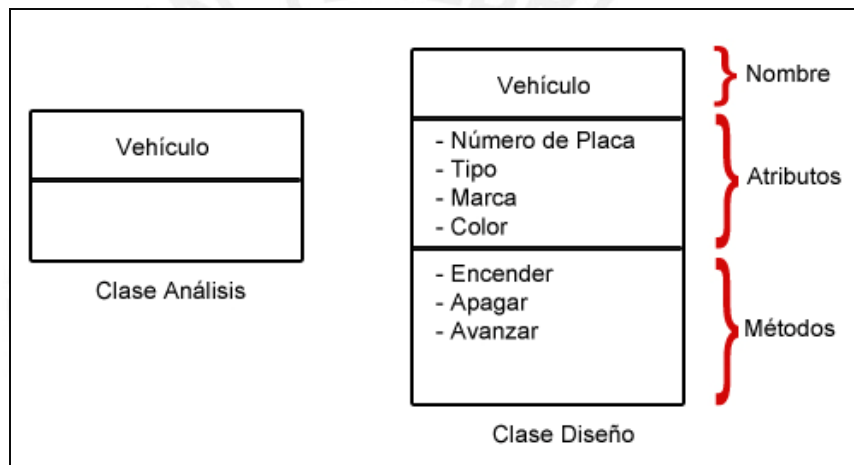 Vehículo
Clase Análisis
Vehículo
- Número de Placa
- Tipo
- Marca
- Color
- Encender
- Apagar
- Avanzar
Clase Diseño
Nombre
Atributos
Métodos